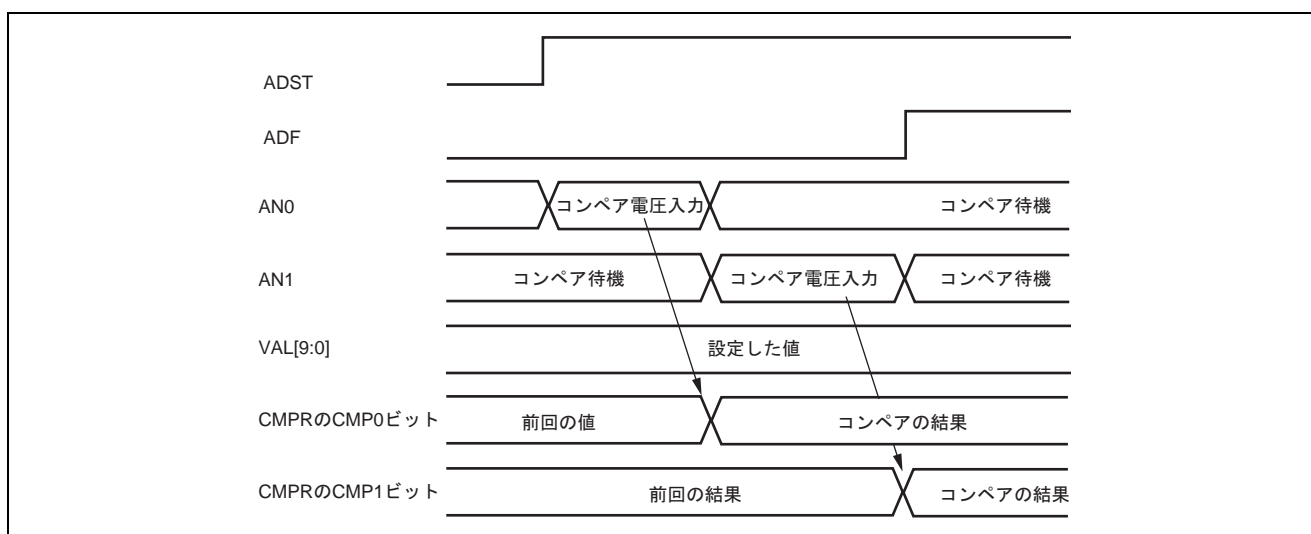 ADST
ADF
AN0 コンペア電圧入力 コンペア待機
AN1 コンペア待機 コンペア電圧入力 コンペア待機
VAL[9:0] 設定した値
CMPRのCMP0ビット 前回の値 コンペアの結果
CMPRのCMP1ビット 前回の結果 コンペアの結果